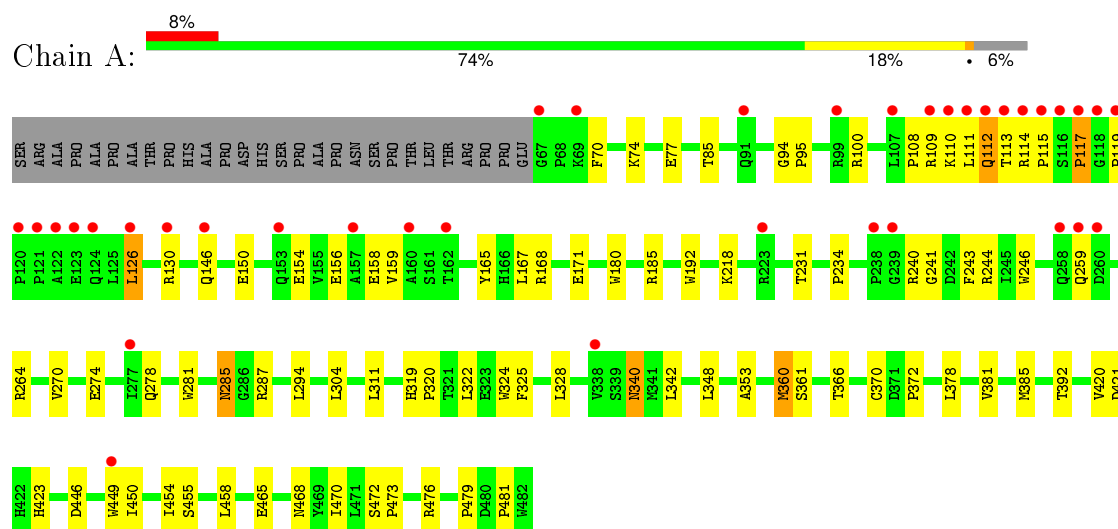 8%
Chain A:
74% 18% • 6%
SER ARG ALA PRO ALA PRO ALA THR PRO HIS ALA PRO ASP HIS SER PRO ALA PRO ASN SER PRO THR LEU THR ARG PRO PRO GLU G67 P68 K69 F70 K74 E77 T85 Q91 G94 P95 R99 R100 L107 P108 R109 K110 L111 Q112 T113 R114 P115 S116 P117 G118
P120 P121 A122 E123 Q124 L125 L126 R130 Q146 E150 Q153 E154 V155 E156 A157 E158 V159 A160 S161 T162 Y165 H166 L167 R168 E171 W180 R185 W192 K218 R223 T231 P234 P238 G239 R240 G241 D242 F243 R244 I245 W246 Q258 Q259 D260
R264 V270 E274 I277 Q278 W281 N285 G286 R287 L294 L304 L311 H319 P320 T321 L322 E323 W324 F325 L328 V338 S339 N340 M341 L342 L348 A353 M360 S361 T366 C370 D371 P372 L378 V381 M385 T392 V420
H422 H423 D446 W449 I450 I454 S455 L458 E465 N468 Y469 I470 L471 S472 P473 R476 P479 D480 P481 W482